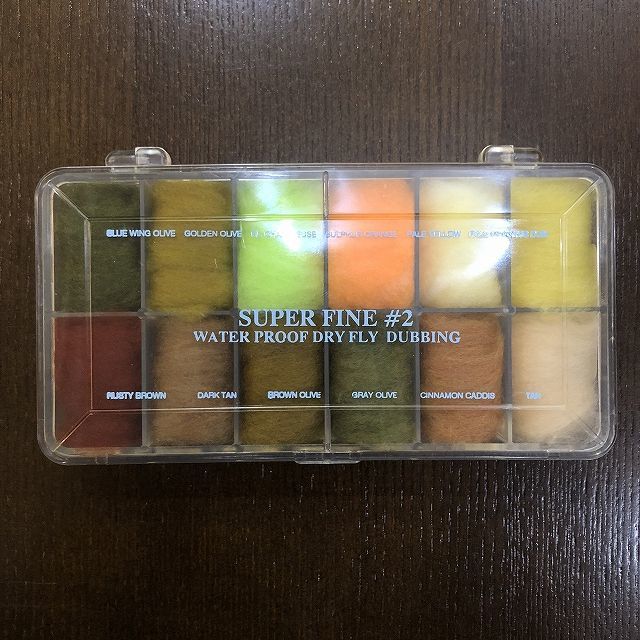 BLUE WING OLIVE GOLDEN OLIVE PALE YELLOW
SUPER FINE #2
WATER PROOF DRY FLY DUBBING
RUSTY BROWN DARK TAN BROWN OLIVE GRAY OLIVE CINNAMON CADDIS TAN